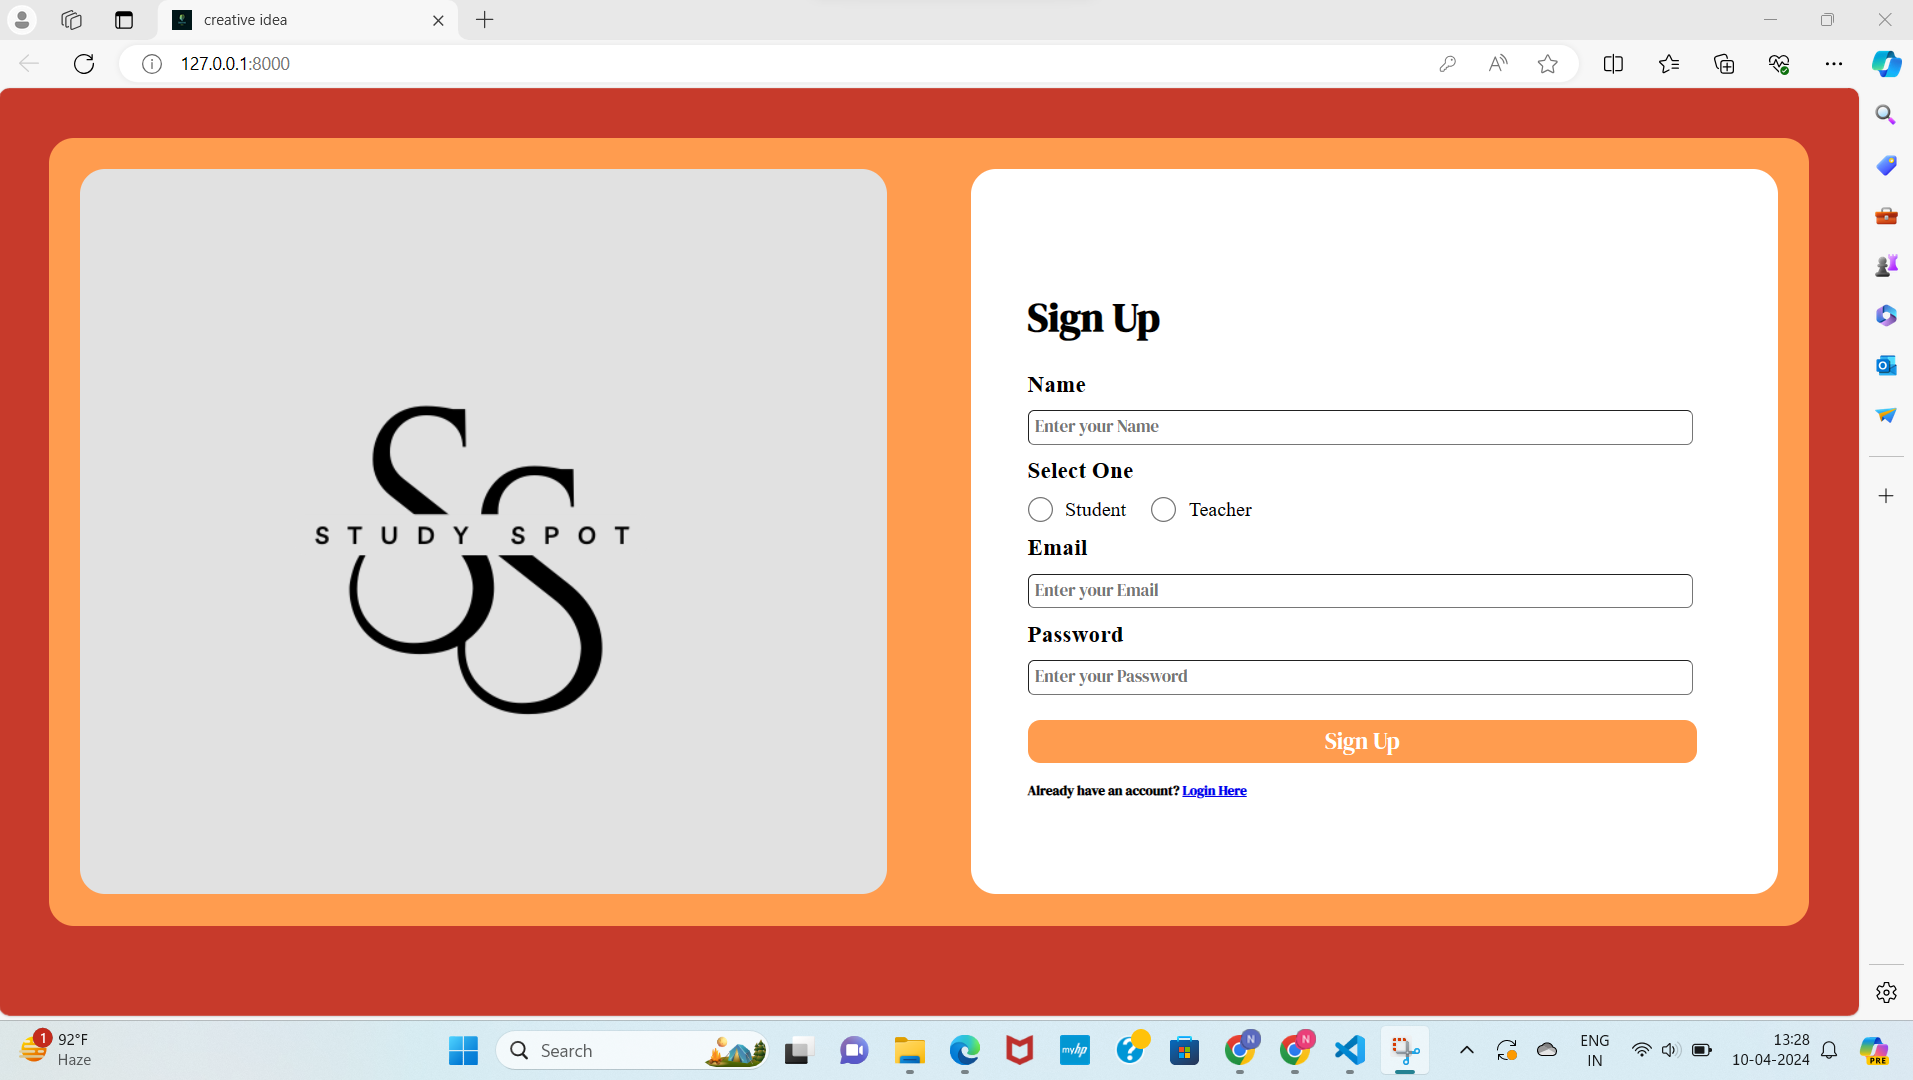 creative idea
127.0.0.1:8000
STUDY SPOT
Sign Up
Name
Enter your Name
Select One
Student Teacher
Email
Enter your Email
Password
Enter your Password
Sign Up
Already have an account? Login Here
1
92°F
Haze
Search
myhp
N
N
ENG
IN
13:28
10-04-2024
PRE